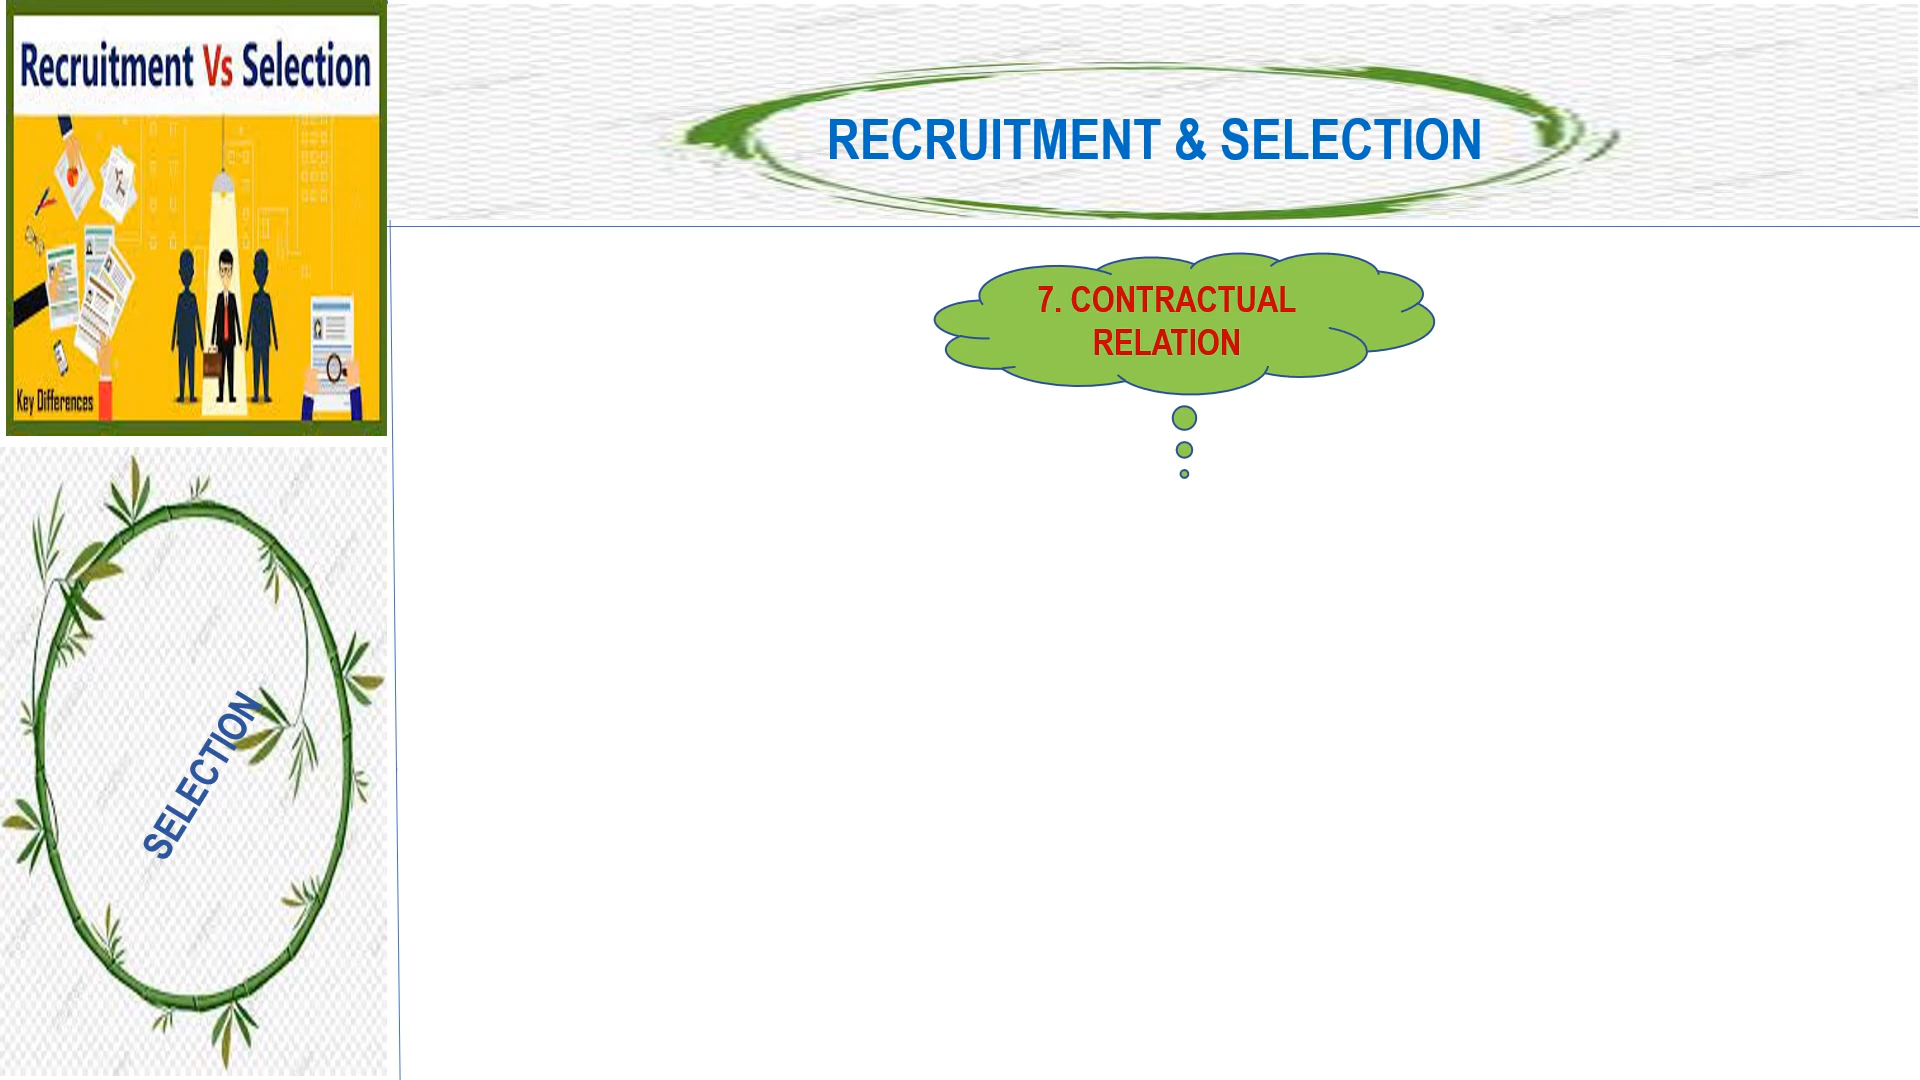 Recruitment Vs Selection
Key Differences
RECRUITMENT & SELECTION
7. CONTRACTUAL
RELATION
SELECTION